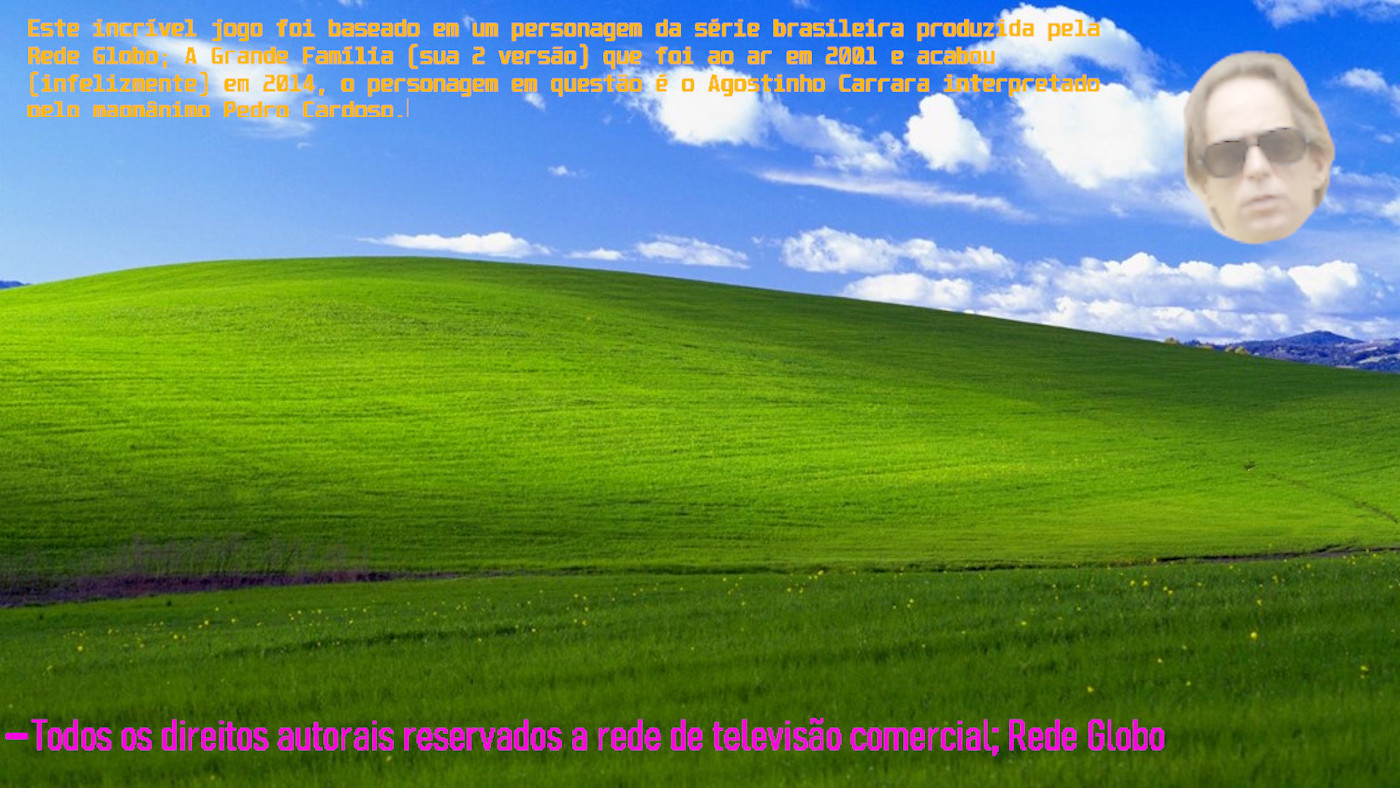 Este incrível jogo foi baseado em um personagem da série brasileira produzida pela
Rede Globo; A Grande Família (sua 2 versão) que foi ao ar em 2001 e acabou
(infelizmente) em 2014, o personagem em questão é o Agostinho Carrara interpretado
pelo magnânimo Pedro Cardoso.
-Todos os direitos autorais reservados a rede de televisão comercial; Rede Globo